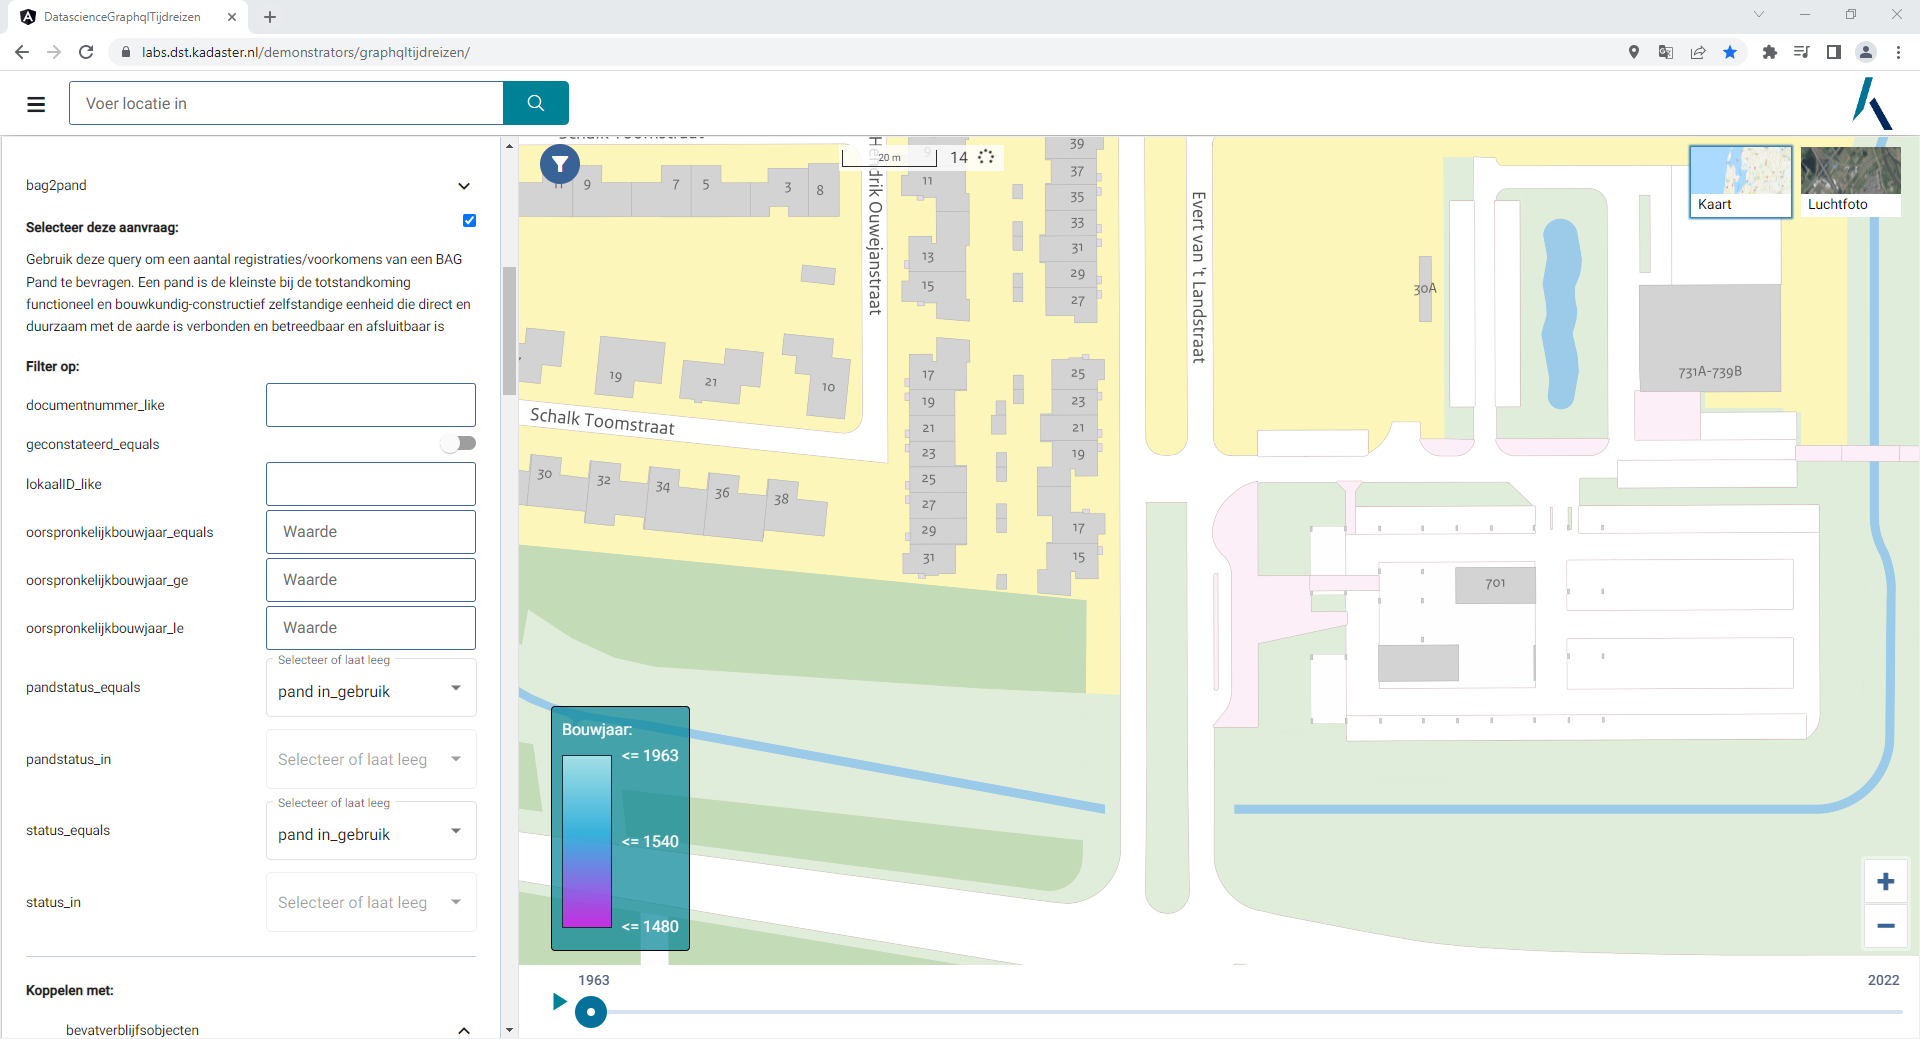 DatascienceGraphqlTijdreizen
labs.dst.kadaster.nl/demonstrators/graphqltijdreizen/
Voer locatie in
bag2pand
Selecteer deze aanvraag:
Gebruik deze query om een aantal registraties/voorkomens van een BAG
Pand te bevragen. Een pand is de kleinste bij de totstandkoming
functioneel en bouwkundig-constructief zelfstandige eenheid die direct en
duurzaam met de aarde is verbonden en betreedbaar en afsluitbaar is
Filter op:
documentnummer_like
geconstateerd_equals
lokaalID_like
oorspronkelijkbouwjaar_equals
Waarde
oorspronkelijkbouwjaar_ge
Waarde
oorspronkelijkbouwjaar_le
Waarde
Selecteer of laat leeg
pandstatus_equals
pand in_gebruik
pandstatus_in
Selecteer of laat leeg
Selecteer of laat leeg
status_equals
pand in_gebruik
status_in
Selecteer of laat leeg
Koppelen met:
bevatverblijfsobjecten
Schalk Toomstraat
20 m
14
Kaart
Luchtfoto
11
9
7
5
3
8
Hendrik Ouwejanstraat
9
11
13
15
39
37
35
33
31
29
27
Evert van 't Landstraat
30A
731A-739B
19
21
10
Schalk Toomstraat
30
32
34
36
38
17
19
21
23
25
27
29
31
25
23
21
19
17
15
701
Bouwjaar:
<= 1963
<= 1540
<= 1480
1963
2022